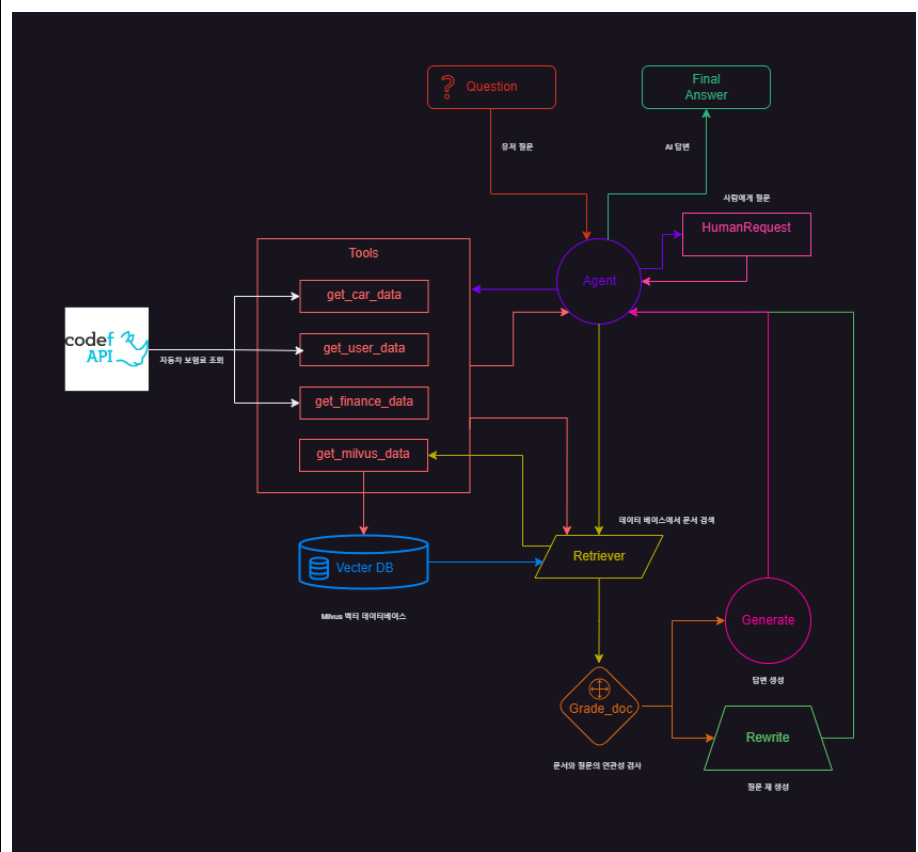 Question
Final
Answer
유저 질문
AI 답변
사람에게 질문
HumanRequest
Tools
Agent
get_car_data
codef
API
get_user_data
자동차 보험료 조회
get_finance_data
get_milvus_data
데이티 베이스에서 문서 검색
Retriever
Vecter DB
Milvus 벡티 데이티베이스
Generate
답변 생성
Grade_doc
Rewrite
문서와 질문의 연관성 검사
질문 재 생성